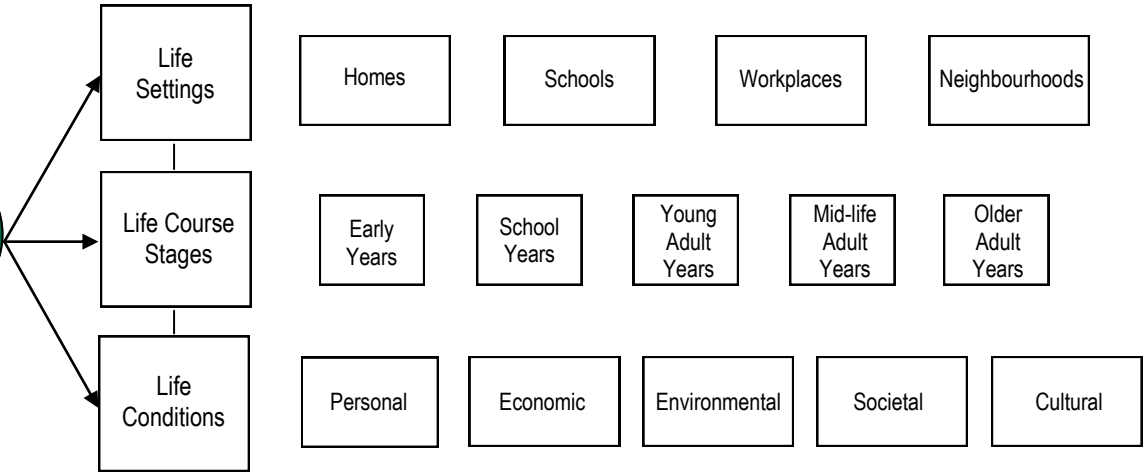 Life
Settings
Homes
Schools
Workplaces
Neighbourhoods
Life Course
Stages
Early
Years
School
Years
Young
Adult
Years
Mid-life
Adult
Years
Older
Adult
Years
Life
Conditions
Personal
Economic
Environmental
Societal
Cultural